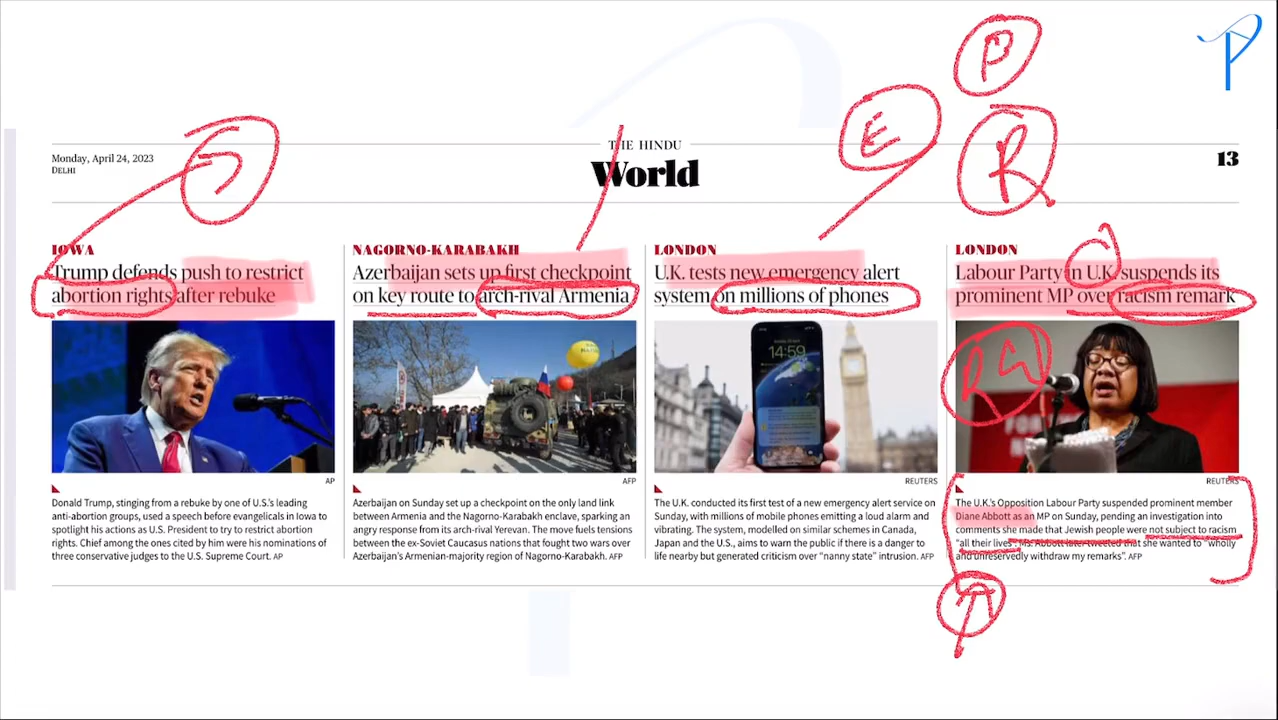 P
E
R
THE HINDU
Monday, April 24, 2023
DELHI
World
13
IOWA
Trump defends push to restrict
abortion rights after rebuke
AP
Donald Trump, stinging from a rebuke by one of U.S.'s leading
anti-abortion groups, used a speech before evangelicals in Iowa to
spotlight his actions as U.S. President to try to restrict abortion
rights. Chief among the ones cited by him were his nominations of
three conservative judges to the U.S. Supreme Court. AP
NAGORNO-KARABAKH
Azerbaijan sets up first checkpoint
on key route to arch-rival Armenia
AFP
Azerbaijan on Sunday set up a checkpoint on the only land link
between Armenia and the Nagorno-Karabakh enclave, sparking an
angry response from its arch-rival Yerevan. The move fuels tensions
between the ex-Soviet Caucasus nations that fought two wars over
Azerbaijan's Armenian-majority region of Nagorno-Karabakh. AFP
LONDON
U.K. tests new emergency alert
system on millions of phones
14:59
REUTERS
The U.K. conducted its first test of a new emergency alert service on
Sunday, with millions of mobile phones emitting a loud alarm and
vibrating. The system, modelled on similar schemes in Canada,
Japan and the U.S., aims to warn the public if there is a danger to
life nearby but generated criticism over “nanny state” intrusion. AFP
LONDON
Labour Party in U.K. suspends its
prominent MP over racism remark
REUTERS
The U.K.'s Opposition Labour Party suspended prominent member
Diane Abbott as an MP on Sunday, pending an investigation into
comments she made that Jewish people were not subject to racism
“all their lives”. Ms. Abbott later tweeted that she wanted to “wholly
and unreservedly withdraw my remarks”. AFP